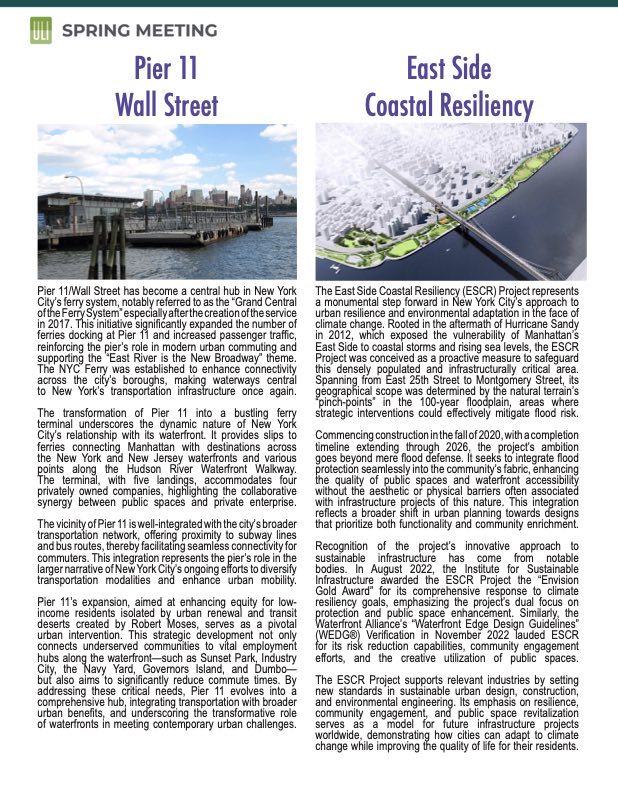 ULI SPRING MEETING
Pier 11
Wall Street
Pier 11/Wall Street has become a central hub in New York
City's ferry system, notably referred to as the “Grand Central
of the Ferry System” especially after the creation of the service
in 2017. This initiative significantly expanded the number of
ferries docking at Pier 11 and increased passenger traffic,
reinforcing the pier's role in modern urban commuting and
supporting the “East River is the New Broadway” theme.
The NYC Ferry was established to enhance connectivity
across the city's boroughs, making waterways central
to New York's transportation infrastructure once again.
The transformation of Pier 11 into a bustling ferry
terminal underscores the dynamic nature of New York
City's relationship with its waterfront. It provides slips to
ferries connecting Manhattan with destinations across
the New York and New Jersey waterfronts and various
points along the Hudson River Waterfront Walkway.
The terminal, with five landings, accommodates four
privately owned companies, highlighting the collaborative
synergy between public spaces and private enterprise.
The vicinity of Pier 11 is well-integrated with the city's broader
transportation network, offering proximity to subway lines
and bus routes, thereby facilitating seamless connectivity for
commuters. This integration represents the pier's role in the
larger narrative of New York City's ongoing efforts to diversify
transportation modalities and enhance urban mobility.
Pier 11's expansion, aimed at enhancing equity for low-
income residents isolated by urban renewal and transit
deserts created by Robert Moses, serves as a pivotal
urban intervention. This strategic development not only
connects underserved communities to vital employment
hubs along the waterfront—such as Sunset Park, Industry
City, the Navy Yard, Governors Island, and Dumbo—
but also aims to significantly reduce commute times. By
addressing these critical needs, Pier 11 evolves into a
comprehensive hub, integrating transportation with broader
urban benefits, and underscoring the transformative role
of waterfronts in meeting contemporary urban challenges.
East Side
Coastal Resiliency
The East Side Coastal Resiliency (ESCR) Project represents
a monumental step forward in New York City's approach to
urban resilience and environmental adaptation in the face of
climate change. Rooted in the aftermath of Hurricane Sandy
in 2012, which exposed the vulnerability of Manhattan's
East Side to coastal storms and rising sea levels, the ESCR
Project was conceived as a proactive measure to safeguard
this densely populated and infrastructurally critical area.
Spanning from East 25th Street to Montgomery Street, its
geographical scope was determined by the natural terrain's
“pinch-points” in the 100-year floodplain, areas where
strategic interventions could effectively mitigate flood risk.
Commencing construction in the fall of 2020, with a completion
timeline extending through 2026, the project's ambition
goes beyond mere flood defense. It seeks to integrate flood
protection seamlessly into the community's fabric, enhancing
the quality of public spaces and waterfront accessibility
without the aesthetic or physical barriers often associated
with infrastructure projects of this nature. This integration
reflects a broader shift in urban planning towards designs
that prioritize both functionality and community enrichment.
Recognition of the project's innovative approach to
sustainable infrastructure has come from notable
bodies. In August 2022, the Institute for Sustainable
Infrastructure awarded the ESCR Project the “Envision
Gold Award” for its comprehensive response to climate
resiliency goals, emphasizing the project's dual focus on
protection and public space enhancement. Similarly, the
Waterfront Alliance's “Waterfront Edge Design Guidelines”
(WEDG®) Verification in November 2022 lauded ESCR
for its risk reduction capabilities, community engagement
efforts, and the creative utilization of public spaces.
The ESCR Project supports relevant industries by setting
new standards in sustainable urban design, construction,
and environmental engineering. Its emphasis on resilience,
community engagement, and public space revitalization
serves as a model for future infrastructure projects
worldwide, demonstrating how cities can adapt to climate
change while improving the quality of life for their residents.